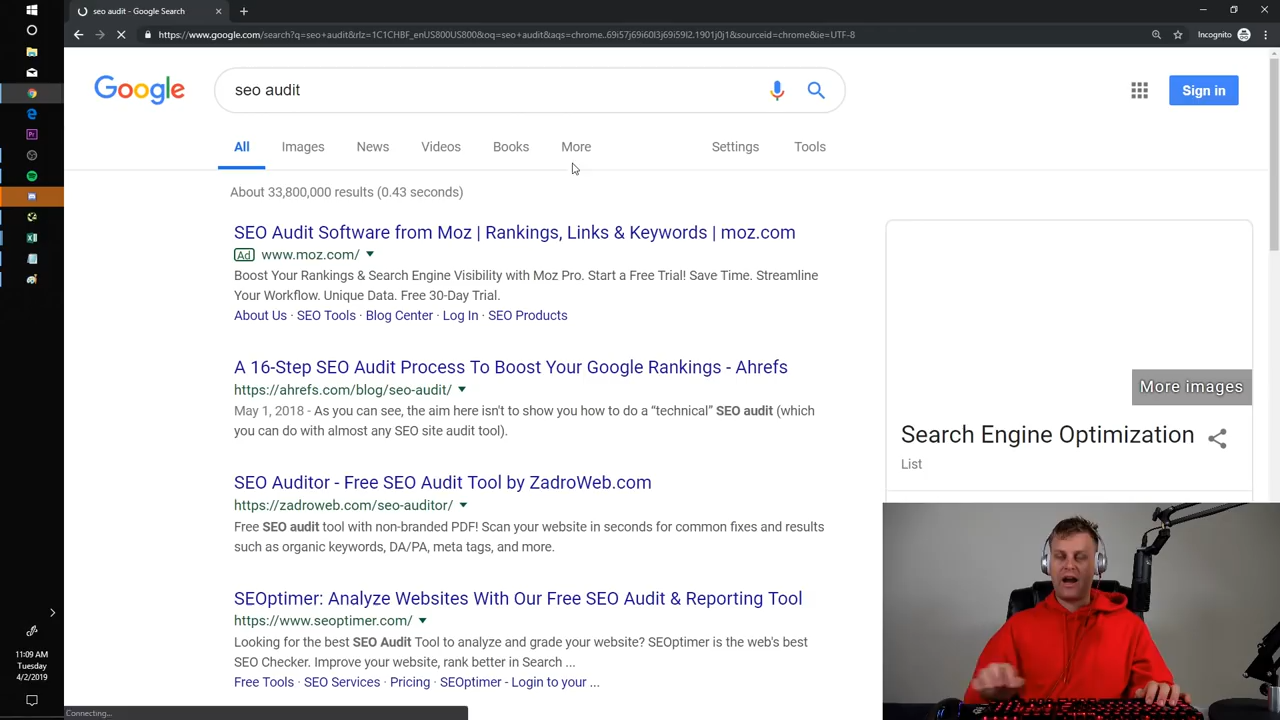 seo audit - Google Search
https://www.google.com/search?q=seo+audit&rlz=1C1CHBF_enUS800US800&oq=seo+audit&aqs=chrome..69i57j69i60l3j69i59l2.1901j0j1&sourceid=chrome&ie=UTF-8
Incognito
Google
seo audit
Sign in
All
Images
News
Videos
Books
More
Settings
Tools
About 33,800,000 results (0.43 seconds)
SEO Audit Software from Moz | Rankings, Links & Keywords | moz.com
Ad www.moz.com/
Boost Your Rankings & Search Engine Visibility with Moz Pro. Start a Free Trial! Save Time. Streamline
Your Workflow. Unique Data. Free 30-Day Trial.
About Us · SEO Tools · Blog Center · Log In · SEO Products
A 16-Step SEO Audit Process To Boost Your Google Rankings - Ahrefs
https://ahrefs.com/blog/seo-audit/
May 1, 2018 - As you can see, the aim here isn't to show you how to do a “technical” SEO audit (which
you can do with almost any SEO site audit tool).
SEO Auditor - Free SEO Audit Tool by ZadroWeb.com
https://zadroweb.com/seo-auditor/
Free SEO audit tool with non-branded PDF! Scan your website in seconds for common fixes and results
such as organic keywords, DA/PA, meta tags, and more.
SEOptimer: Analyze Websites With Our Free SEO Audit & Reporting Tool
https://www.seoptimer.com/
Looking for the best SEO Audit Tool to analyze and grade your website? SEOptimer is the web's best
SEO Checker. Improve your website, rank better in Search ...
Free Tools · SEO Services · Pricing · SEOptimer - Login to your ...
More images
Search Engine Optimization
List
11:09 AM
Tuesday
4/2/2019
Connecting...